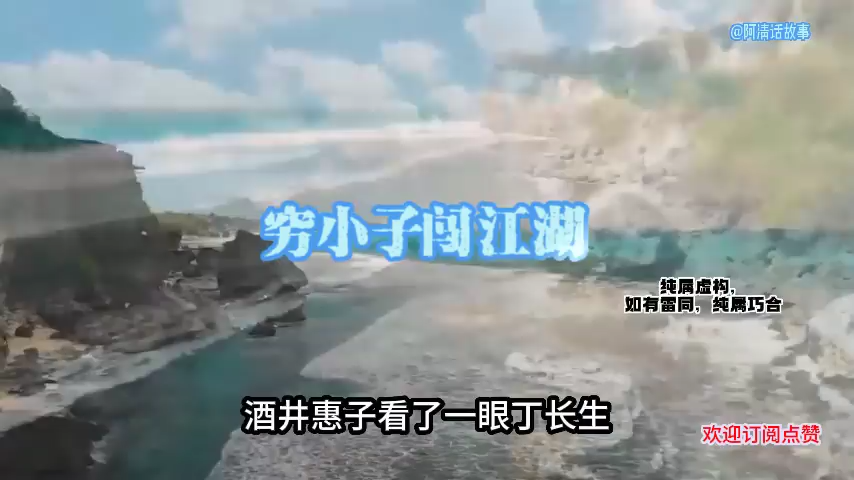 @阿清话故事
穷小子闯江湖
纯属虚构，
如有雷同，纯属巧合
酒井惠子看了一眼丁长生
欢迎订阅点赞